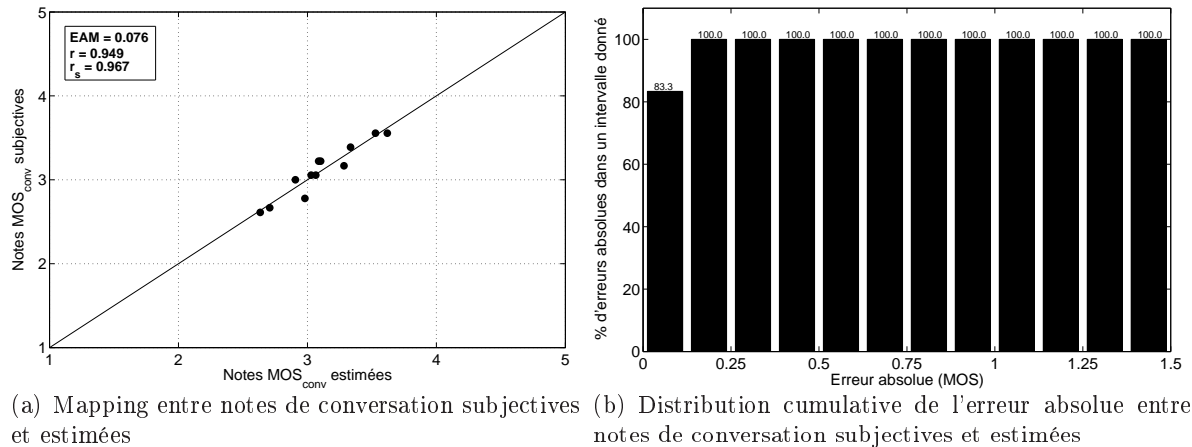 EAM = 0.076
r = 0.949
r_s = 0.967
5
4
3
2
1
1 2 3 4 5
Notes MOS_conv subjectives
Notes MOS_conv estimées
(a) Mapping entre notes de conversation subjectives
et estimées
100
80
60
40
20
0
83.3 100.0 100.0 100.0 100.0 100.0 100.0 100.0 100.0 100.0 100.0 100.0
0 0.25 0.5 0.75 1 1.25 1.5
% d'erreurs absolues dans un intervalle donné
Erreur absolue (MOS)
(b) Distribution cumulative de l'erreur absolue entre
notes de conversation subjectives et estimées